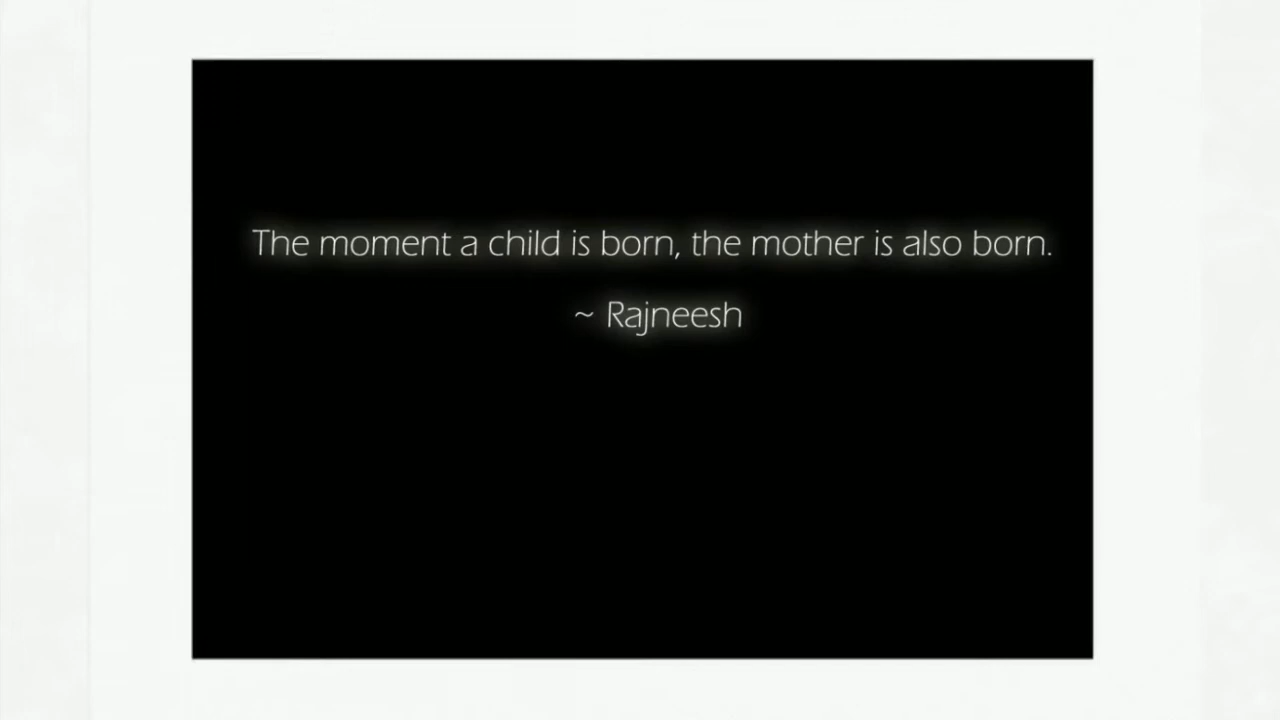 The moment a child is born, the mother is also born.
~ Rajneesh